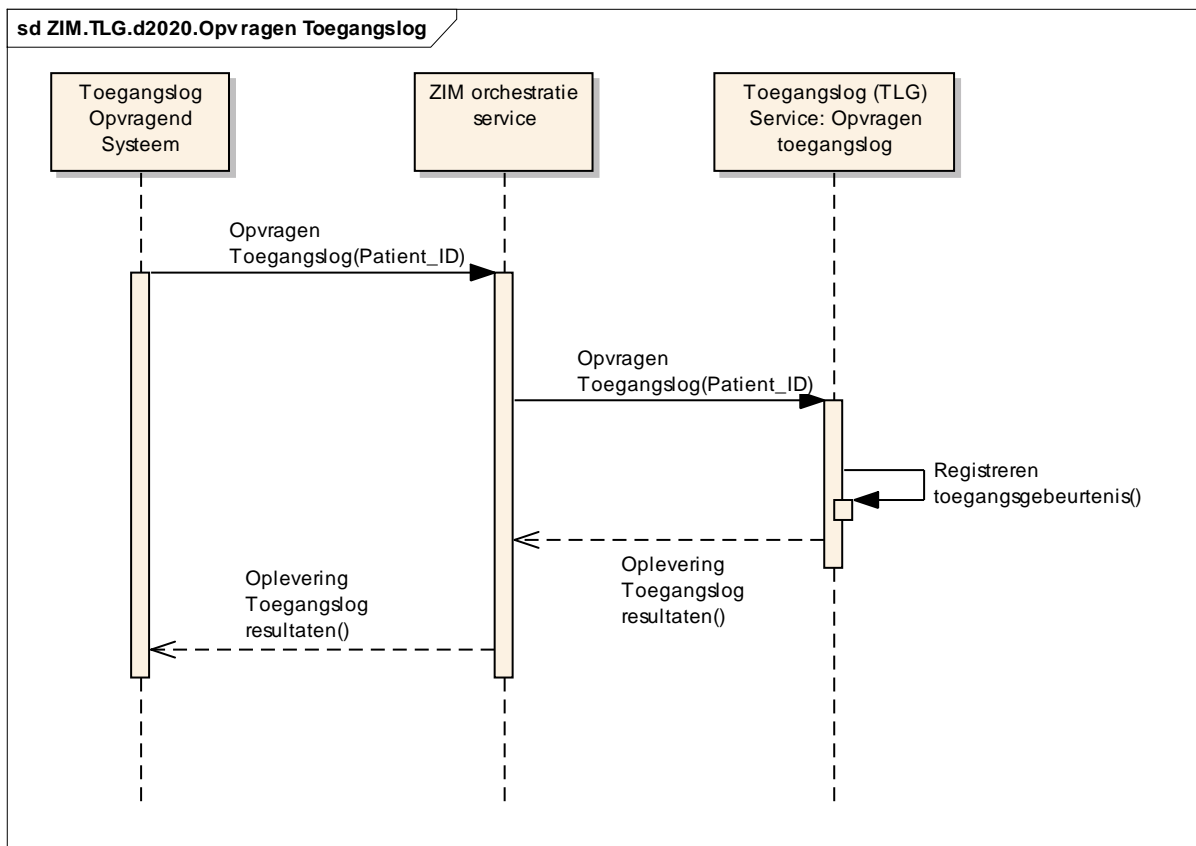 sd ZIM.TLG.d2020.Opvragen Toegangslog
Toegangslog
Opvragend
Systeem
ZIM orchestratie
service
Toegangslog (TLG)
Service: Opvragen
toegangslog
Opvragen
Toegangslog(Patient_ID)
Opvragen
Toegangslog(Patient_ID)
Registreren
toegangsgebeurtenis()
Oplevering
Toegangslog
resultaten()
Oplevering
Toegangslog
resultaten()